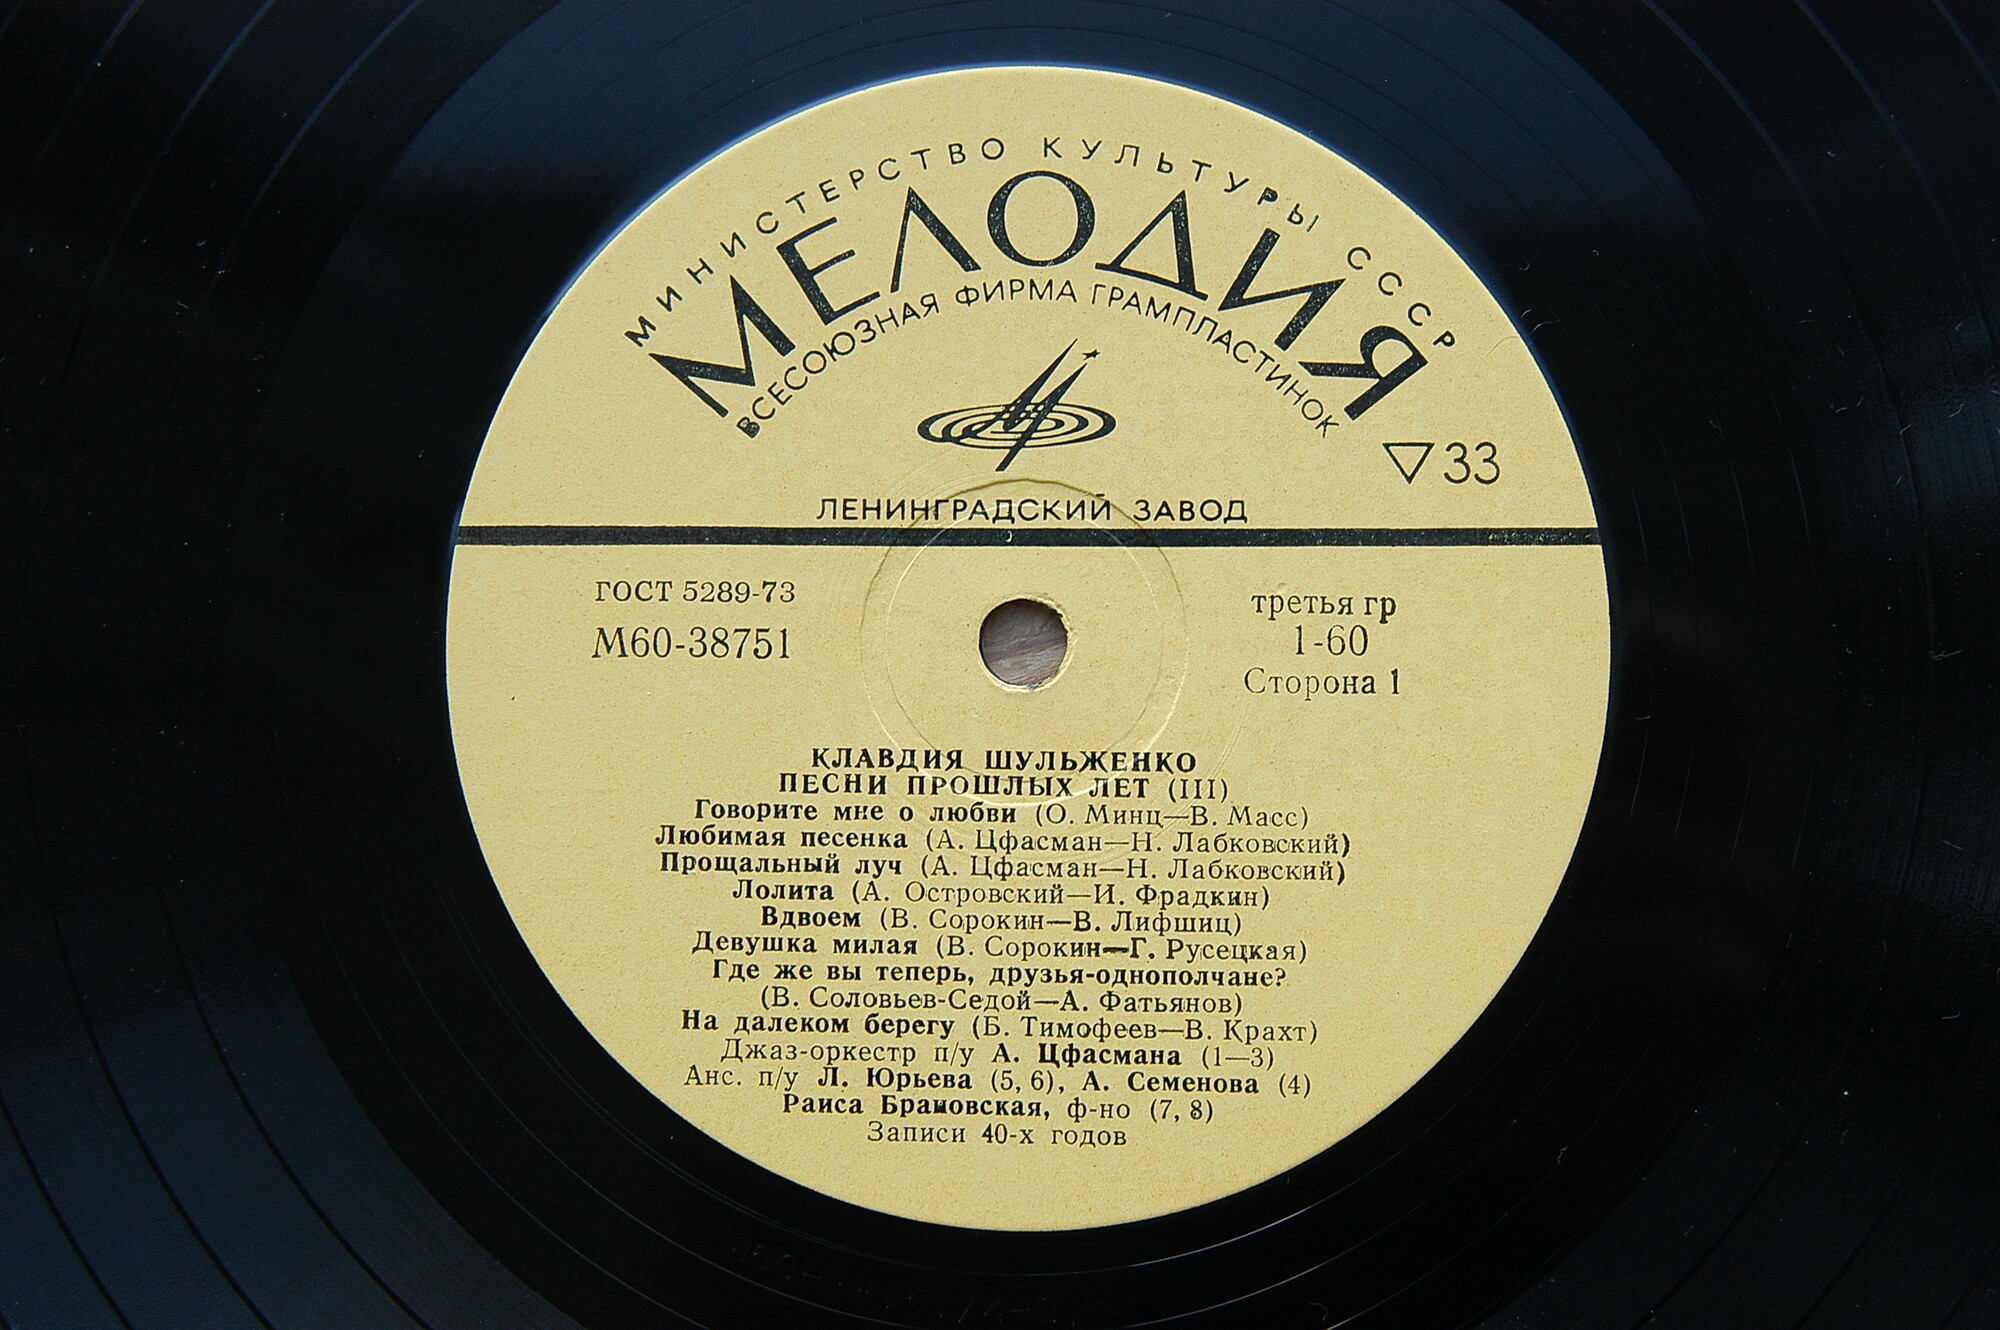 МИНИСТЕРСТВО КУЛЬТУРЫ СССР
МЕЛОДИЯ
ВСЕСОЮЗНАЯ ФИРМА ГРАМПЛАСТИНОК
33
ЛЕНИНГРАДСКИЙ ЗАВОД
ГОСТ 5289-73
М60-38751
третья гр
1-60
Сторона 1
КЛАВДИЯ ШУЛЬЖЕНКО
ПЕСНИ ПРОШЛЫХ ЛЕТ (III)
Говорите мне о любви (О. Минц—В. Масс)
Любимая песенка (А. Цфасман—Н. Лабковский)
Прощальный луч (А. Цфасман—Н. Лабковский)
Лолита (А. Островский—И. Фрадкин)
Вдвоем (В. Сорокин—В. Лифшиц)
Девушка милая (В. Сорокин—Г. Русецкая)
Где же вы теперь, друзья-однополчане?
(В. Соловьев-Седой—А. Фатьянов)
На далеком берегу (Б. Тимофеев—В. Крахт)
Джаз-оркестр п/у А. Цфасмана (1—3)
Анс. п/у Л. Юрьева (5, 6), А. Семенова (4)
Раиса Брановская, ф-но (7, 8)
Записи 40-х годов